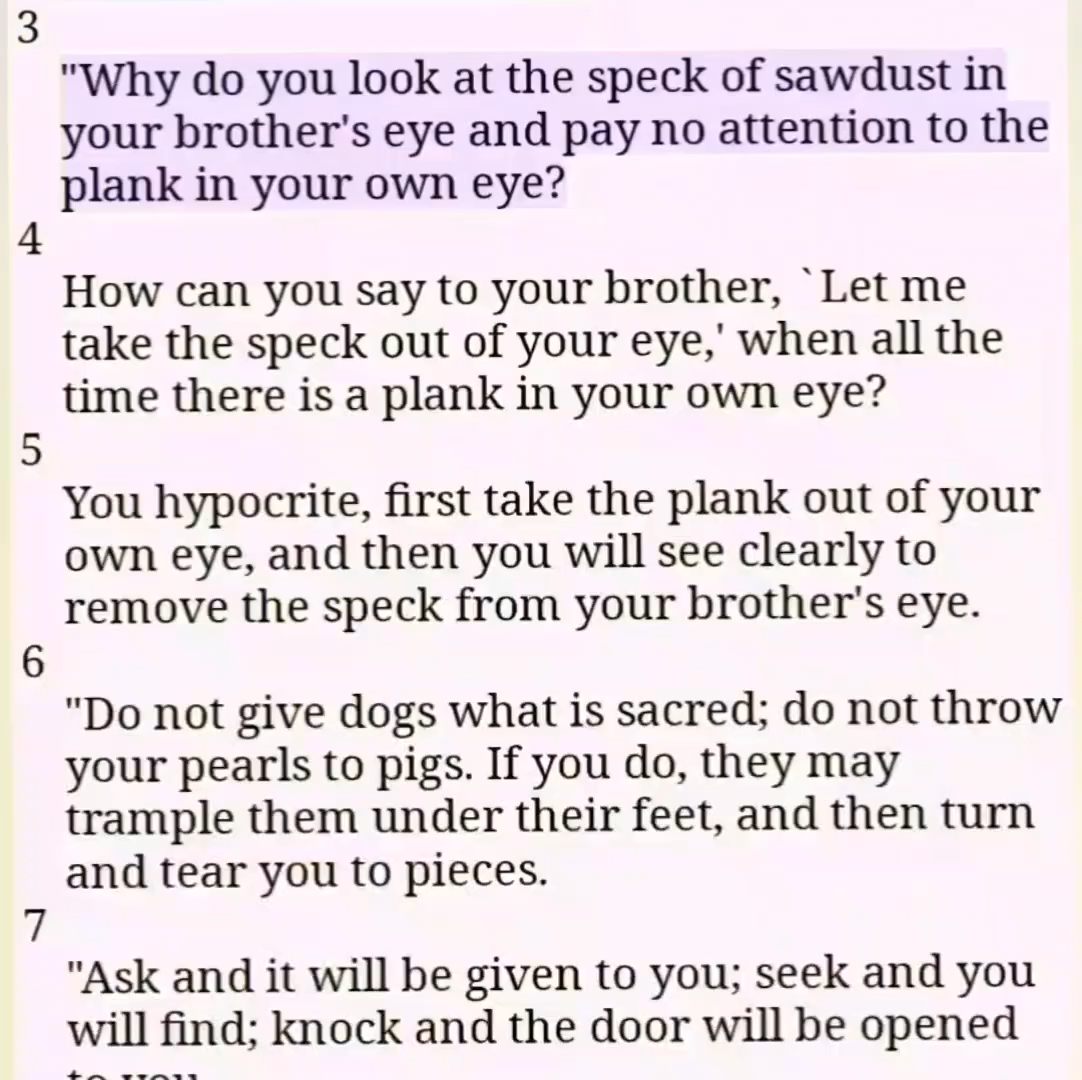 3
"Why do you look at the speck of sawdust in
your brother's eye and pay no attention to the
plank in your own eye?
4
How can you say to your brother, `Let me
take the speck out of your eye,' when all the
time there is a plank in your own eye?
5
You hypocrite, first take the plank out of your
own eye, and then you will see clearly to
remove the speck from your brother's eye.
6
"Do not give dogs what is sacred; do not throw
your pearls to pigs. If you do, they may
trample them under their feet, and then turn
and tear you to pieces.
7
"Ask and it will be given to you; seek and you
will find; knock and the door will be opened
to you